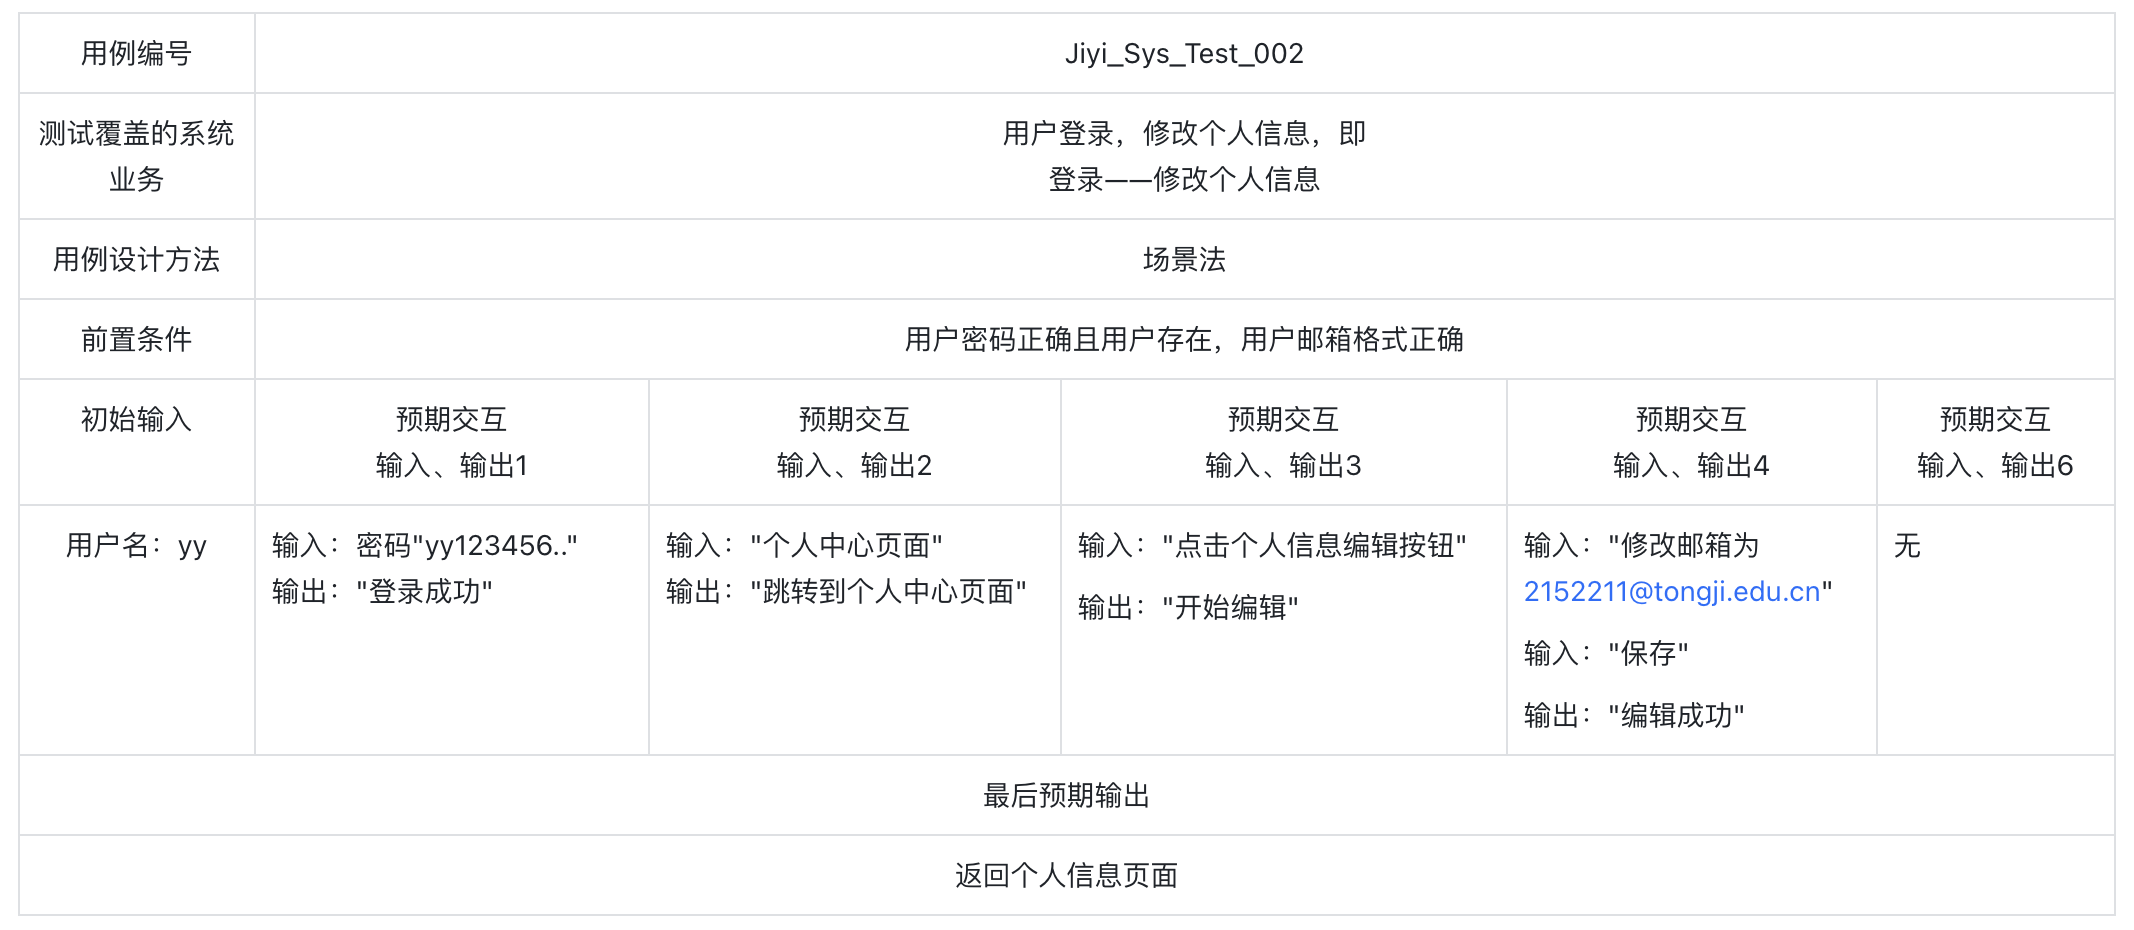 用例编号
Jiyi_Sys_Test_002
测试覆盖的系统
业务
用户登录，修改个人信息，即
登录——修改个人信息
用例设计方法
场景法
前置条件
用户密码正确且用户存在，用户邮箱格式正确
初始输入
预期交互
输入、输出1
预期交互
输入、输出2
预期交互
输入、输出3
预期交互
输入、输出4
预期交互
输入、输出6
用户名：yy
输入：密码"yy123456.."
输出："登录成功"
输入："个人中心页面"
输出："跳转到个人中心页面"
输入："点击个人信息编辑按钮"
输出："开始编辑"
输入："修改邮箱为
2152211@tongji.edu.cn"
输入："保存"
输出："编辑成功"
无
最后预期输出
返回个人信息页面